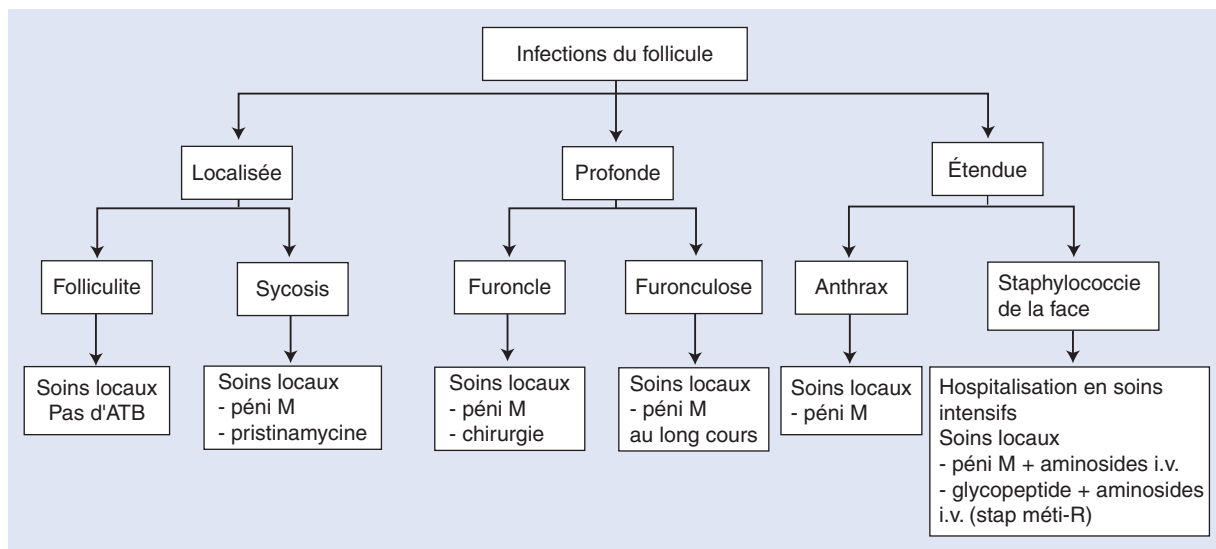 Infections du follicule
Localisée
Profonde
Étendue
Folliculite
Sycosis
Furoncle
Furonculose
Anthrax
Staphylococcie
de la face
Soins locaux
Pas d'ATB
Soins locaux
- péni M
- pristinamycine
Soins locaux
- péni M
- chirurgie
Soins locaux
- péni M
au long cours
Soins locaux
- péni M
Hospitalisation en soins
intensifs
Soins locaux
- péni M + aminosides i.v.
- glycopeptide + aminosides
i.v. (stap méti-R)